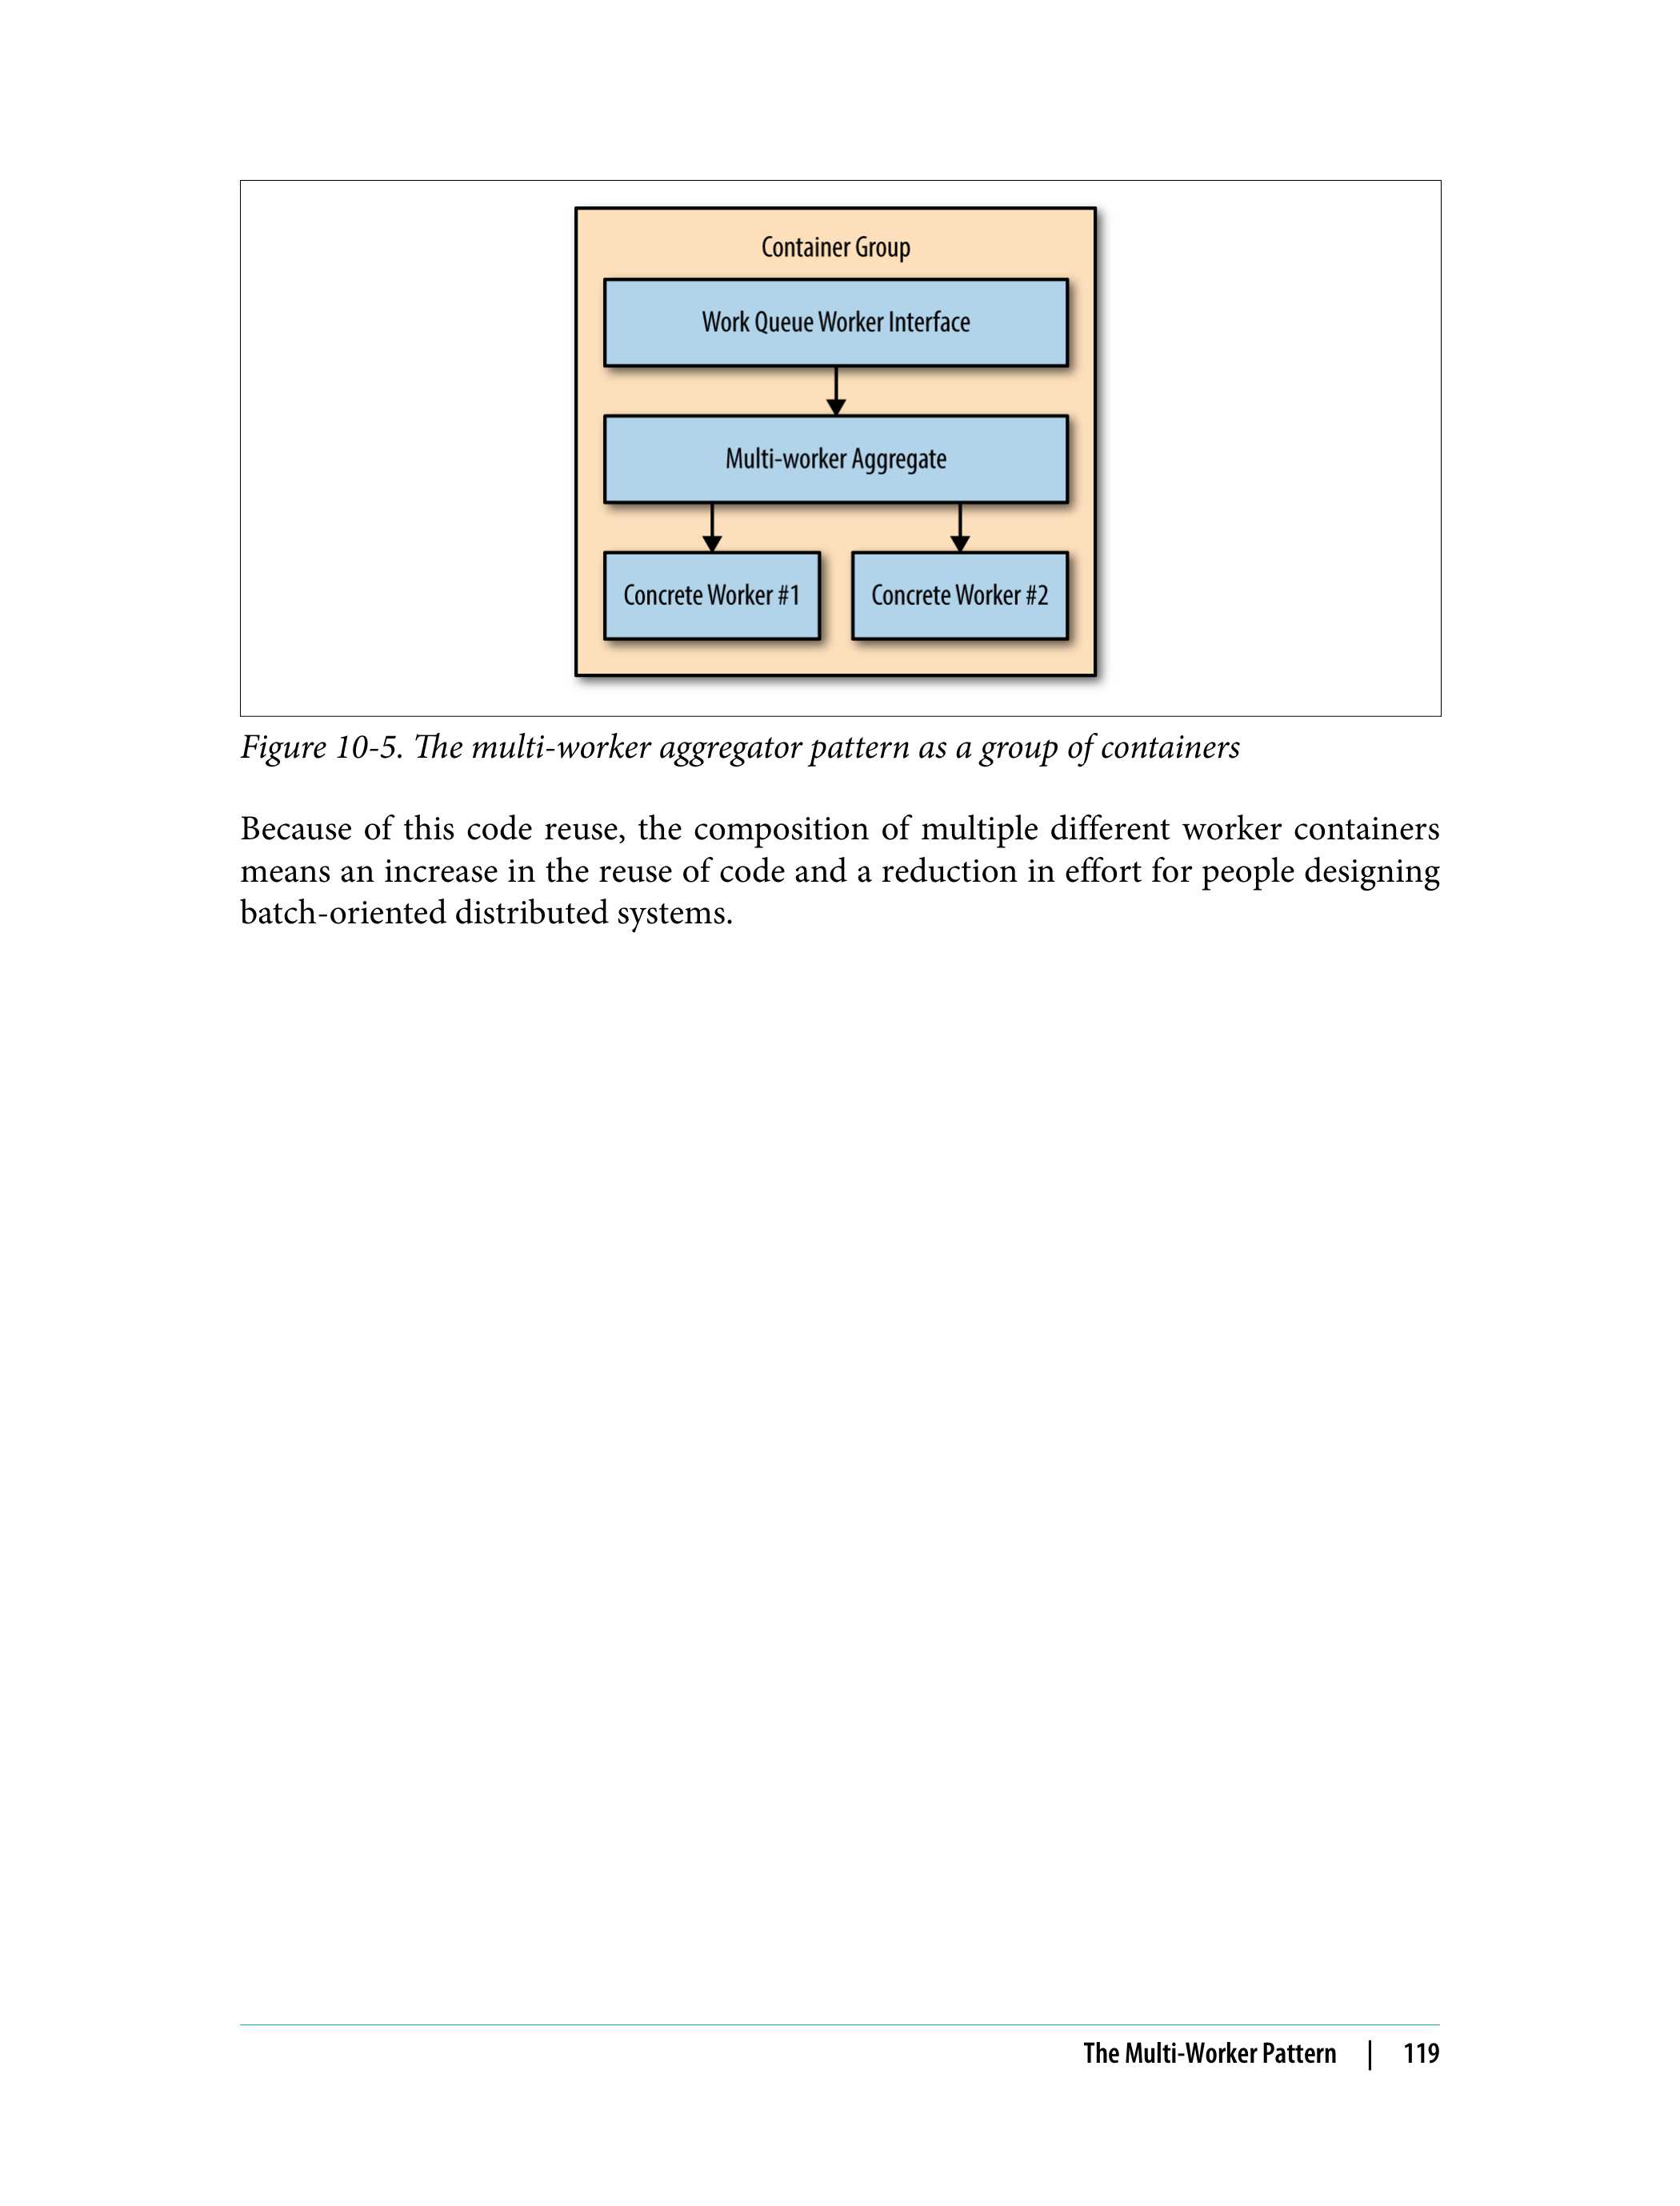 Container Group
Work Queue Worker Interface
Multi-worker Aggregate
Concrete Worker #1
Concrete Worker #2
Figure 10-5. The multi-worker aggregator pattern as a group of containers
Because of this code reuse, the composition of multiple different worker containers
means an increase in the reuse of code and a reduction in effort for people designing
batch-oriented distributed systems.
The Multi-Worker Pattern | 119